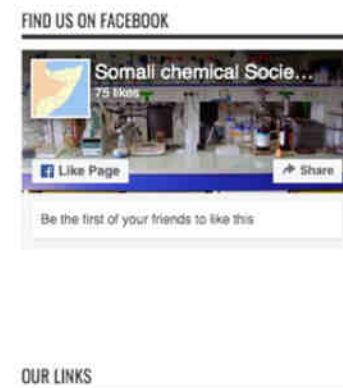 FIND US ON FACEBOOK
Somali chemical Socie...
75 likes
Like Page
Share
Be the first of your friends to like this
OUR LINKS